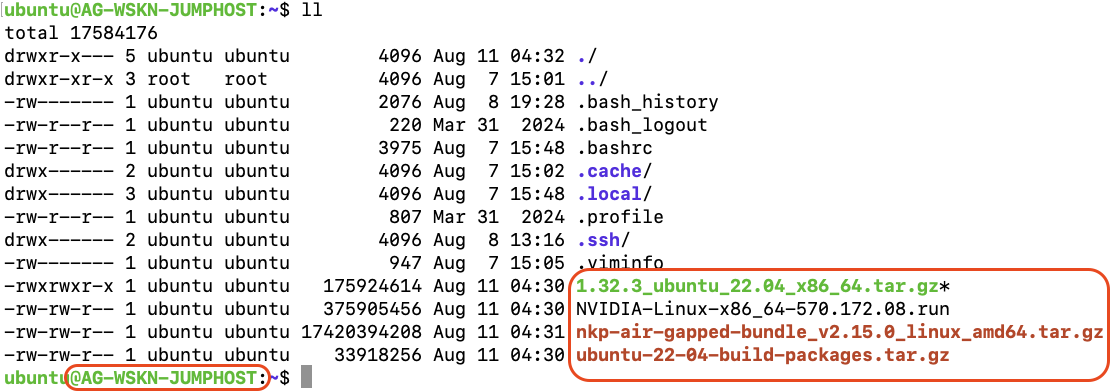 ubuntu@AG-WSKN-JUMPHOST:~$ ll
total 17584176
drwxr-x--- 5 ubuntu ubuntu        4096 Aug 11 04:32 ./
drwxr-xr-x 3 root   root          4096 Aug  7 15:01 ../
-rw------- 1 ubuntu ubuntu        2076 Aug  8 19:28 .bash_history
-rw-r--r-- 1 ubuntu ubuntu         220 Mar 31  2024 .bash_logout
-rw-r--r-- 1 ubuntu ubuntu        3975 Aug  7 15:48 .bashrc
drwx------ 2 ubuntu ubuntu        4096 Aug  7 15:02 .cache/
drwx------ 3 ubuntu ubuntu        4096 Aug  7 15:48 .local/
-rw-r--r-- 1 ubuntu ubuntu         807 Mar 31  2024 .profile
drwx------ 2 ubuntu ubuntu        4096 Aug  8 13:16 .ssh/
-rw------- 1 ubuntu ubuntu         947 Aug  7 15:05 .viminfo
-rwxrwxr-x 1 ubuntu ubuntu   175924614 Aug 11 04:30 1.32.3_ubuntu_22.04_x86_64.tar.gz*
-rw-rw-r-- 1 ubuntu ubuntu   375905456 Aug 11 04:30 NVIDIA-Linux-x86_64-570.172.08.run
-rw-rw-r-- 1 ubuntu ubuntu 17420394208 Aug 11 04:31 nkp-air-gapped-bundle_v2.15.0_linux_amd64.tar.gz
-rw-rw-r-- 1 ubuntu ubuntu    33918256 Aug 11 04:30 ubuntu-22-04-build-packages.tar.gz
ubuntu@AG-WSKN-JUMPHOST:~$